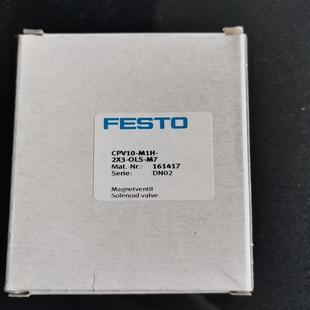 FESTO
CPV10-M1H-
2X3-OLS-M7
Mat.-Nr.: 161417
Serie: DN02
Magnetventil
Solenoid valve